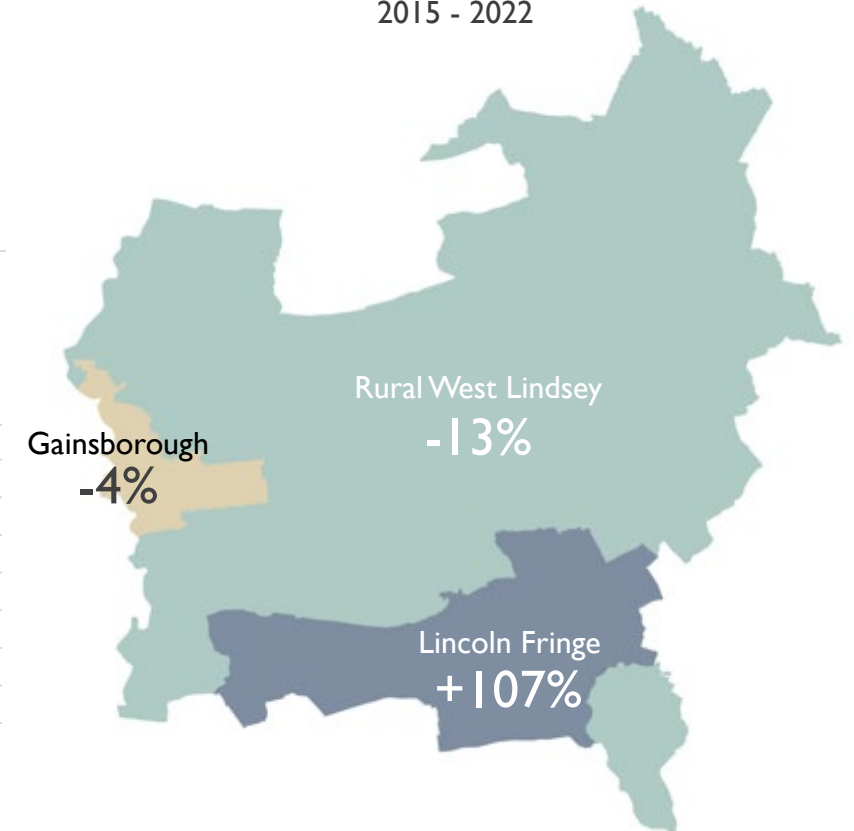 2015 - 2022
Rural West Lindsey
-13%
Gainsborough
-4%
Lincoln Fringe
+107%